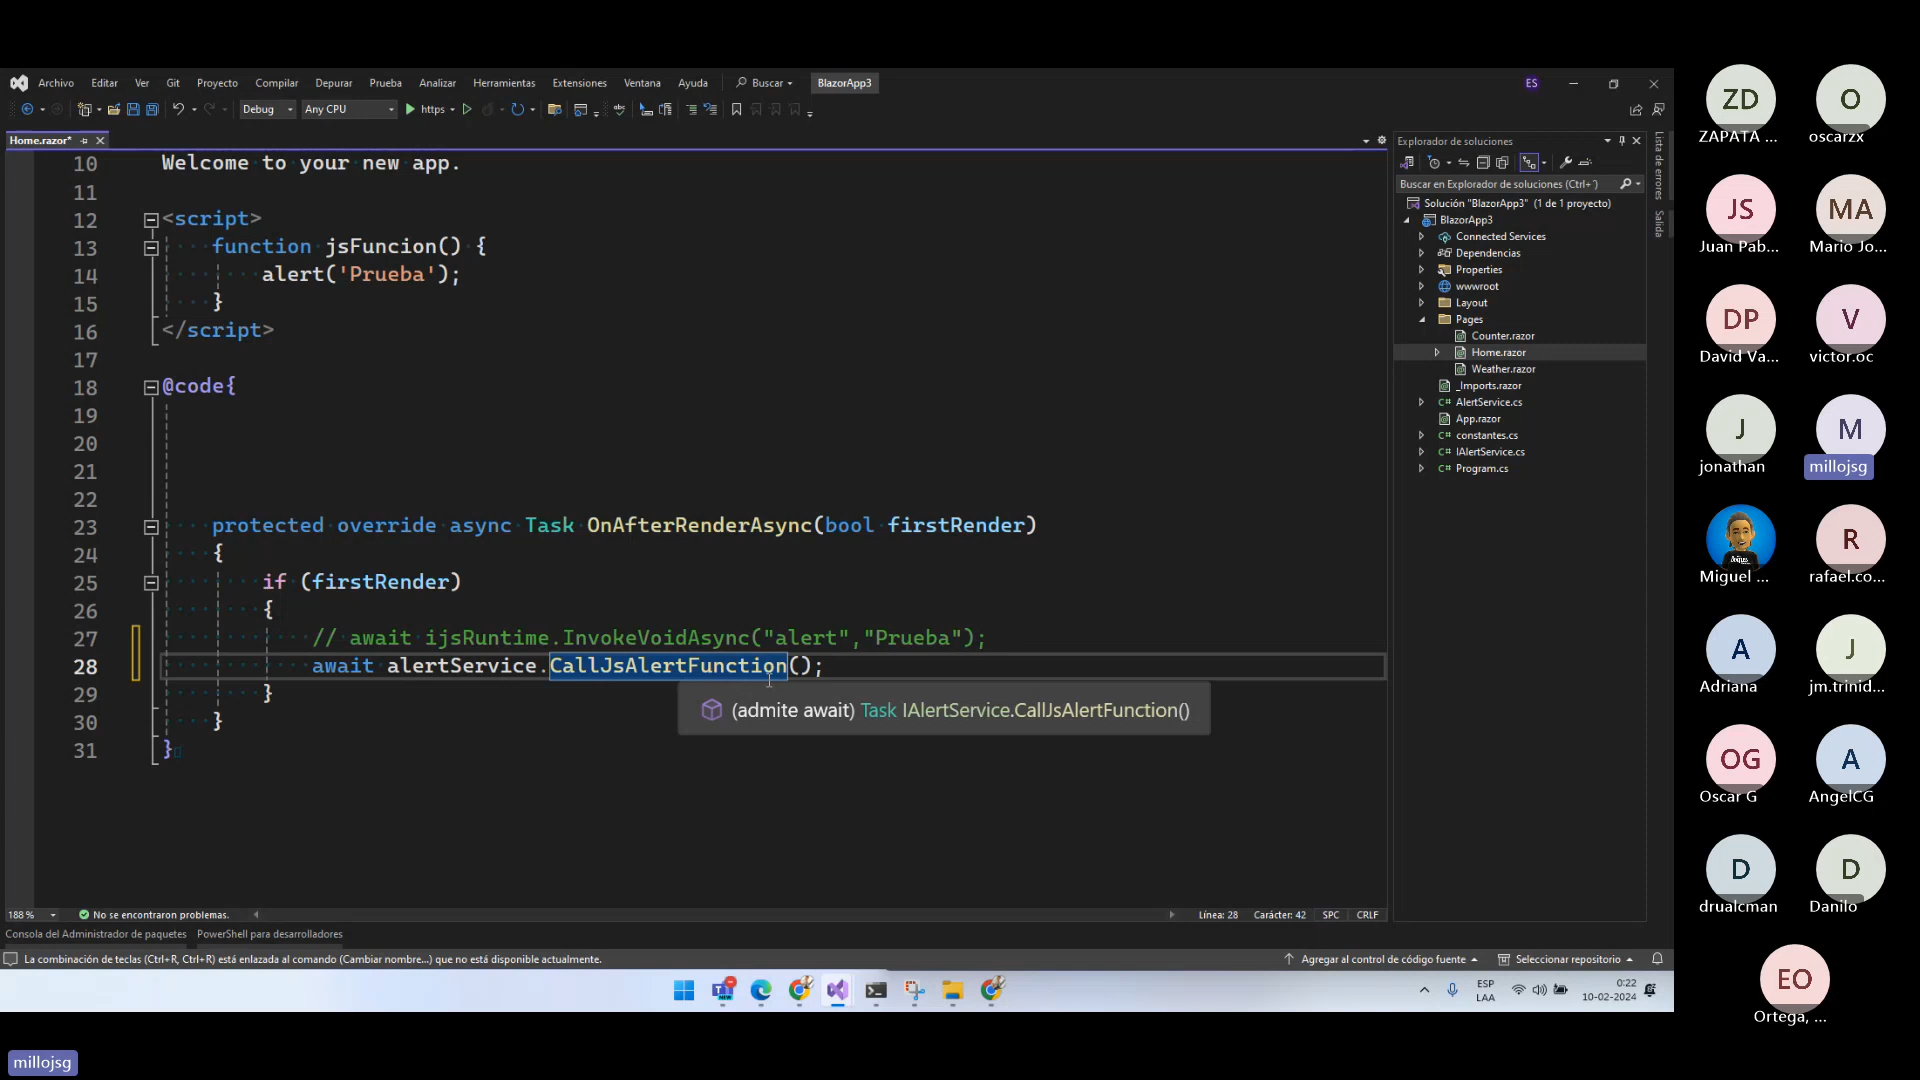 Archivo Editar Ver Git Proyecto Compilar Depurar Prueba Analizar Herramientas Extensiones Ventana Ayuda Buscar BlazorApp3 ES
Debug Any CPU https
Home.razor*
10 Welcome to your new app.
11
12 <script>
13 function jsFuncion() {
14 alert('Prueba');
15 }
16 </script>
17
18 @code{
19
20
21
22
23 protected override async Task OnAfterRenderAsync(bool firstRender)
24 {
25 if (firstRender)
26 {
27 // await ijsRuntime.InvokeVoidAsync("alert","Prueba");
28 await alertService.CallJsAlertFunction();
29 }
30 }
31 }
(admite await) Task IAlertService.CallJsAlertFunction()
188 % No se encontraron problemas. Línea: 28 Carácter: 42 SPC CRLF
Consola del Administrador de paquetes PowerShell para desarrolladores
La combinación de teclas (Ctrl+R, Ctrl+R) está enlazada al comando (Cambiar nombre...) que no está disponible actualmente. Agregar al control de código fuente Seleccionar repositorio
Explorador de soluciones
Buscar en Explorador de soluciones (Ctrl+´)
Solución "BlazorApp3" (1 de 1 proyecto)
BlazorApp3
Connected Services
Dependencias
Properties
wwwroot
Layout
Pages
Counter.razor
Home.razor
Weather.razor
_Imports.razor
C# AlertService.cs
App.razor
C# constantes.cs
C# IAlertService.cs
C# Program.cs
Lista de errores
Salida
NEW
ESP
LAA
0:22
10-02-2024
ZD O
ZAPATA ... oscarzx
JS MA
Juan Pab... Mario Jo...
DP V
David Va... victor.oc
J M
jonathan millojsg
R
Miguel ... rafael.co...
A J
Adriana jm.trinid...
OG A
Oscar G AngelCG
D D
drualcman Danilo
EO
Ortega, ...
millojsg